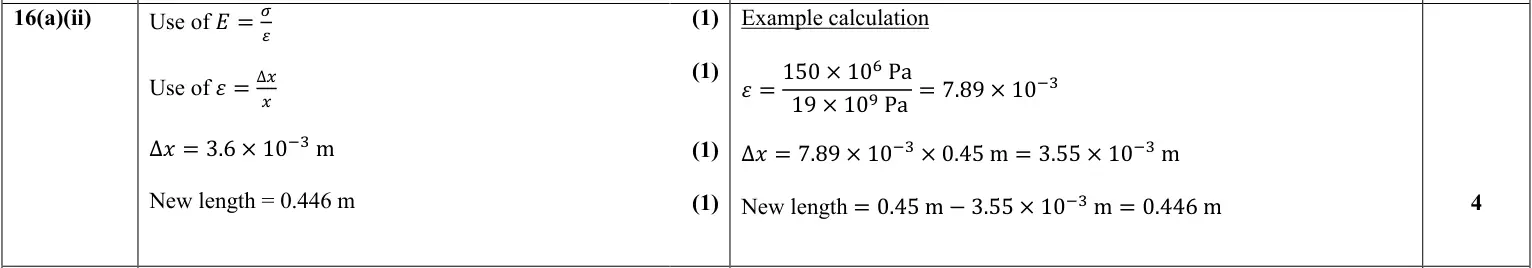 16(a)(ii) Use of E = σ/ε (1) Example calculation
Use of ε = Δx/x (1) ε = (150 × 10⁶ Pa)/(19 × 10⁹ Pa) = 7.89 × 10⁻³
Δx = 3.6 × 10⁻³ m (1) Δx = 7.89 × 10⁻³ × 0.45 m = 3.55 × 10⁻³ m
New length = 0.446 m (1) New length = 0.45 m − 3.55 × 10⁻³ m = 0.446 m 4